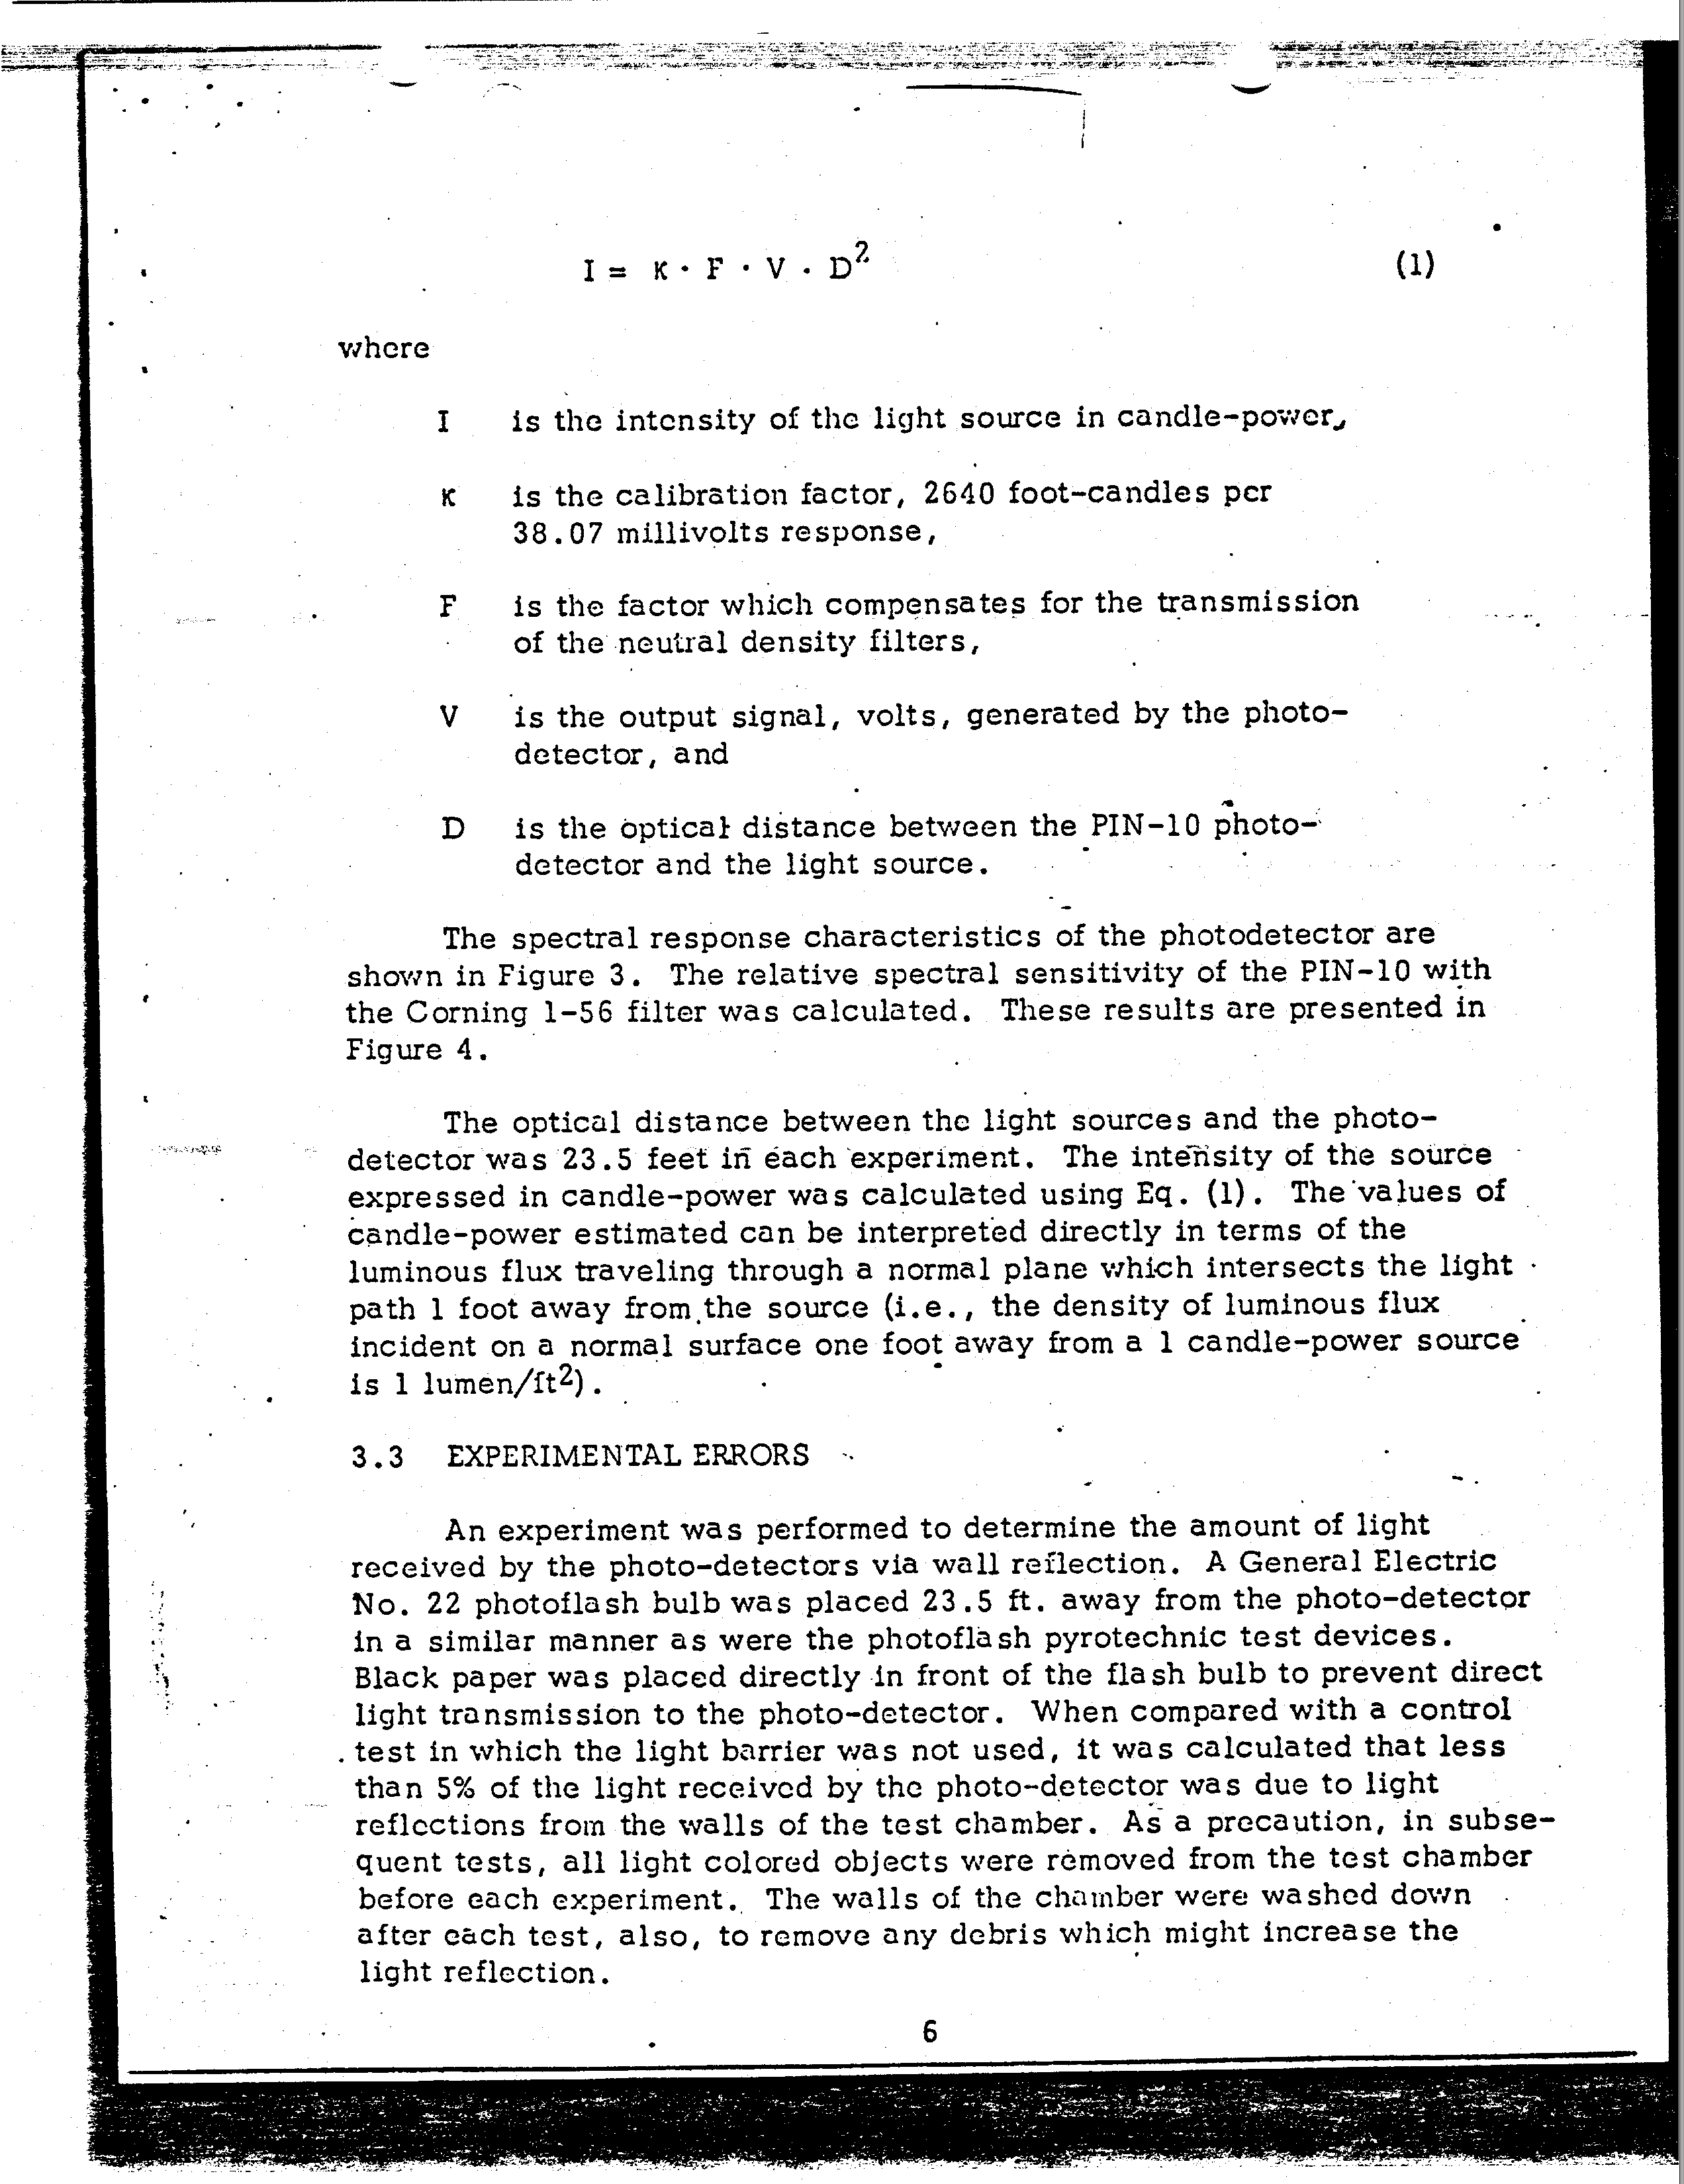 I = K · F · V · D² (1)
where
I is the intensity of the light source in candle-power,
K is the calibration factor, 2640 foot-candles per
38.07 millivolts response,
F is the factor which compensates for the transmission
of the neutral density filters,
V is the output signal, volts, generated by the photo-
detector, and
D is the optical distance between the PIN-10 photo-
detector and the light source.
The spectral response characteristics of the photodetector are
shown in Figure 3. The relative spectral sensitivity of the PIN-10 with
the Corning 1-56 filter was calculated. These results are presented in
Figure 4.
The optical distance between the light sources and the photo-
detector was 23.5 feet in each experiment. The intensity of the source
expressed in candle-power was calculated using Eq. (1). The values of
candle-power estimated can be interpreted directly in terms of the
luminous flux traveling through a normal plane which intersects the light
path 1 foot away from the source (i.e., the density of luminous flux
incident on a normal surface one foot away from a 1 candle-power source
is 1 lumen/ft²).
3.3 EXPERIMENTAL ERRORS
An experiment was performed to determine the amount of light
received by the photo-detectors via wall reflection. A General Electric
No. 22 photoflash bulb was placed 23.5 ft. away from the photo-detector
in a similar manner as were the photoflash pyrotechnic test devices.
Black paper was placed directly in front of the flash bulb to prevent direct
light transmission to the photo-detector. When compared with a control
test in which the light barrier was not used, it was calculated that less
than 5% of the light received by the photo-detector was due to light
reflections from the walls of the test chamber. As a precaution, in subse-
quent tests, all light colored objects were removed from the test chamber
before each experiment. The walls of the chamber were washed down
after each test, also, to remove any debris which might increase the
light reflection.
6